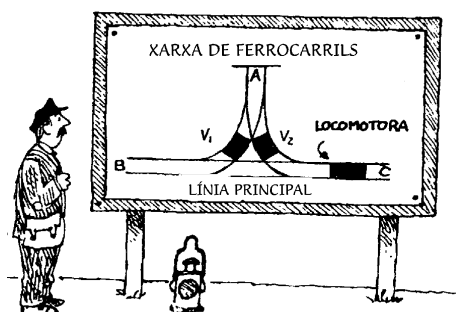 XARXA DE FERROCARRILS
A
V₁ V₂ LOCOMOTORA
B C
LÍNIA PRINCIPAL